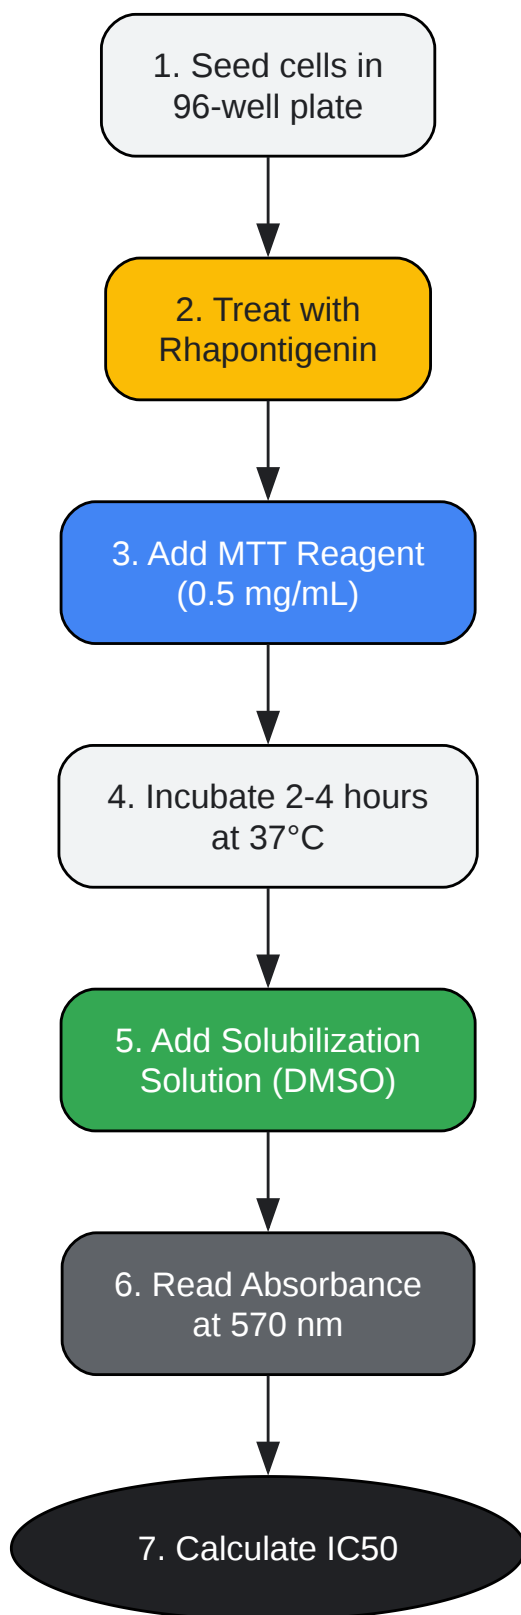 1. Seed cells in
96-well plate
2. Treat with
Rhapontigenin
3. Add MTT Reagent
(0.5 mg/mL)
4. Incubate 2-4 hours
at 37°C
5. Add Solubilization
Solution (DMSO)
6. Read Absorbance
at 570 nm
7. Calculate IC50